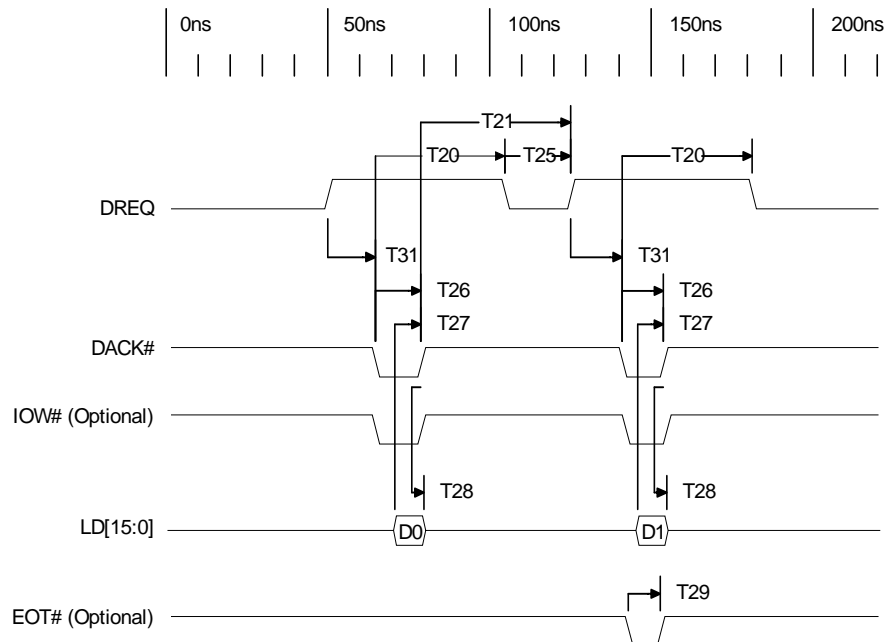 0ns 50ns 100ns 150ns 200ns
T21
T20 T25 T20
DREQ
T31 T31
T26 T26
T27 T27
DACK#
IOW# (Optional)
T28 T28
LD[15:0] D0 D1
T29
EOT# (Optional)